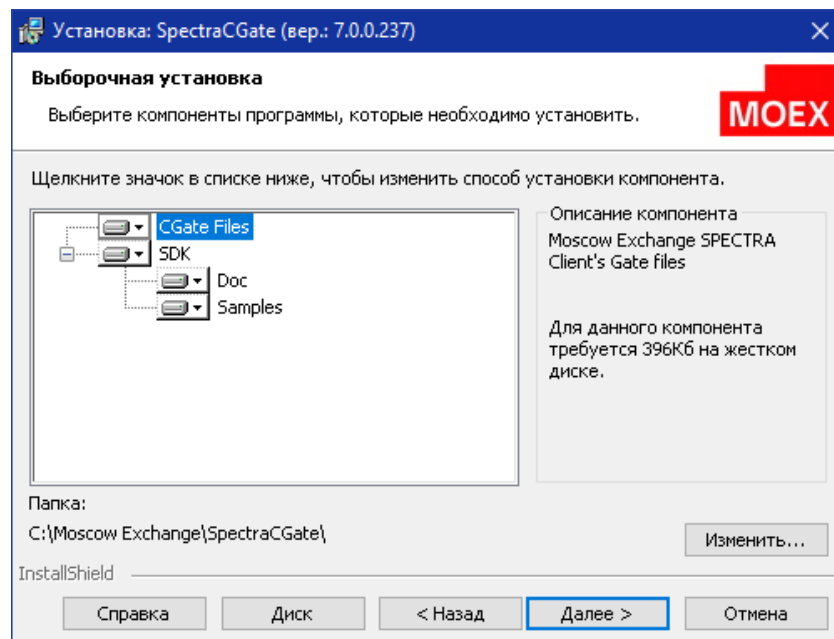 Установка: SpectraCGate (вер.: 7.0.0.237)
Выборочная установка
Выберите компоненты программы, которые необходимо установить.
MOEX
Щелкните значок в списке ниже, чтобы изменить способ установки компонента.
CGate Files
SDK
Doc
Samples
Описание компонента
Moscow Exchange SPECTRA
Client's Gate files
Для данного компонента
требуется 396Кб на жестком
диске.
Папка:
C:\Moscow Exchange\SpectraCGate\
Изменить...
InstallShield
Справка
Диск
< Назад
Далее >
Отмена